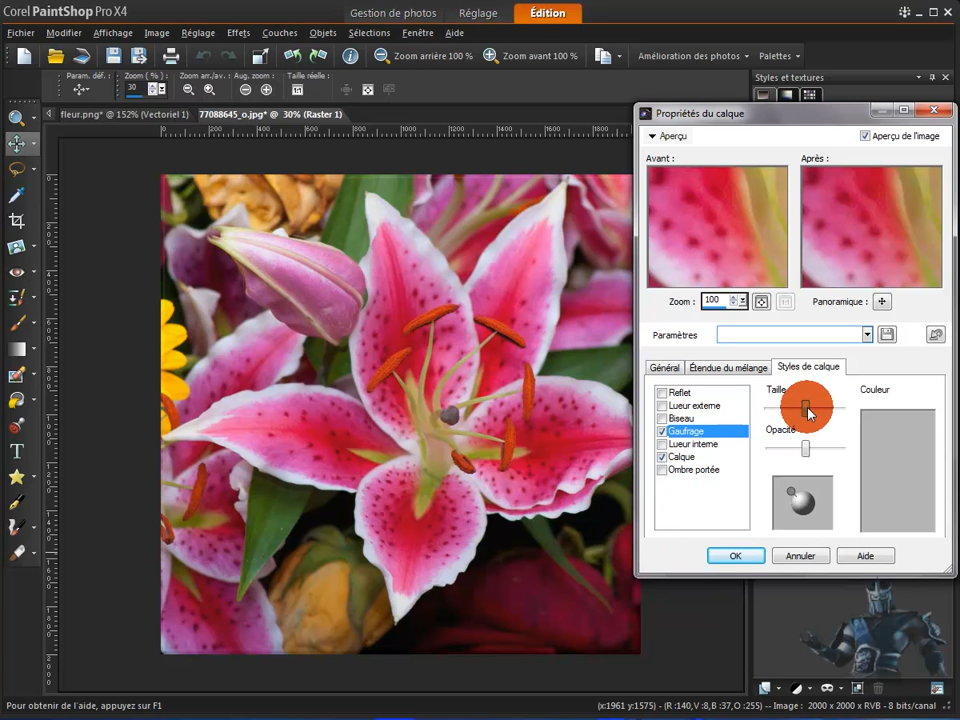 Corel PaintShop Pro X4
Gestion de photos
Réglage
Édition
Fichier Modifier Affichage Image Réglage Effets Couches Objets Sélections Fenêtre Aide
Zoom arrière 100 % Zoom avant 100 % Amélioration des photos Palettes
Param. déf. : Zoom ( % ) : Zoom arr./av. : Aug. zoom : Taille réelle :
30
Styles et textures
fleur.png* @ 152% (Vectoriel 1)
77088645_o.jpg* @ 30% (Raster 1)
Propriétés du calque
Aperçu
Aperçu de l'image
Avant :
Après :
Zoom : 100
Panoramique :
Paramètres
Général
Étendue du mélange
Styles de calque
Reflet
Lueur externe
Biseau
Gaufrage
Lueur interne
Calque
Ombre portée
Taille
Opacité
Couleur
OK
Annuler
Aide
Pour obtenir de l'aide, appuyez sur F1
(x:1961 y:1575) - (R :140, V :8,B :37,O :255) -- Image : 2000 x 2000 x RVB - 8 bits/canal